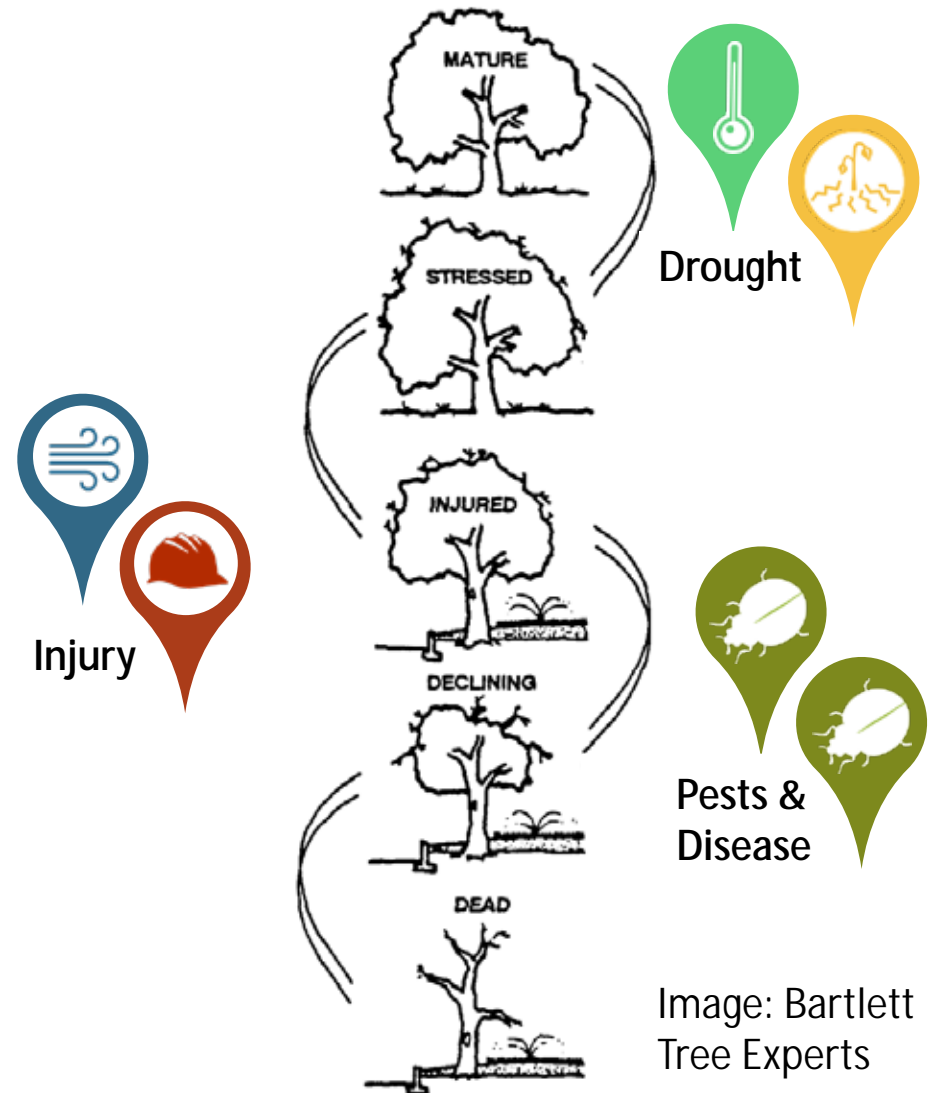 MATURE
Drought
STRESSED
INJURED
Injury
DECLINING
Pests &
Disease
DEAD
Image: Bartlett
Tree Experts